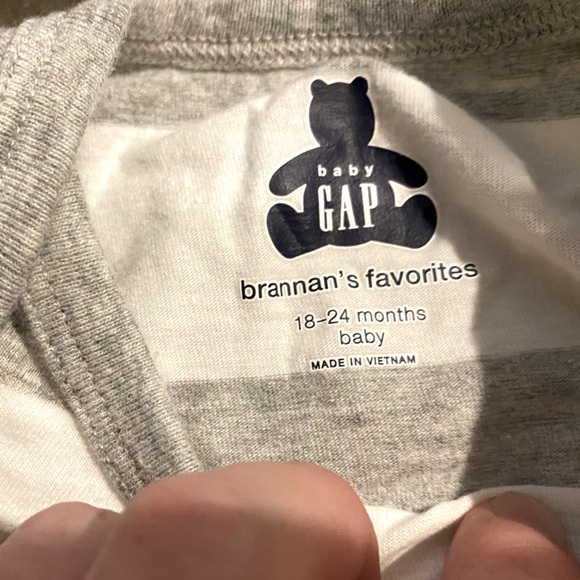 baby
GAP
brannan's favorites
18–24 months
baby
MADE IN VIETNAM